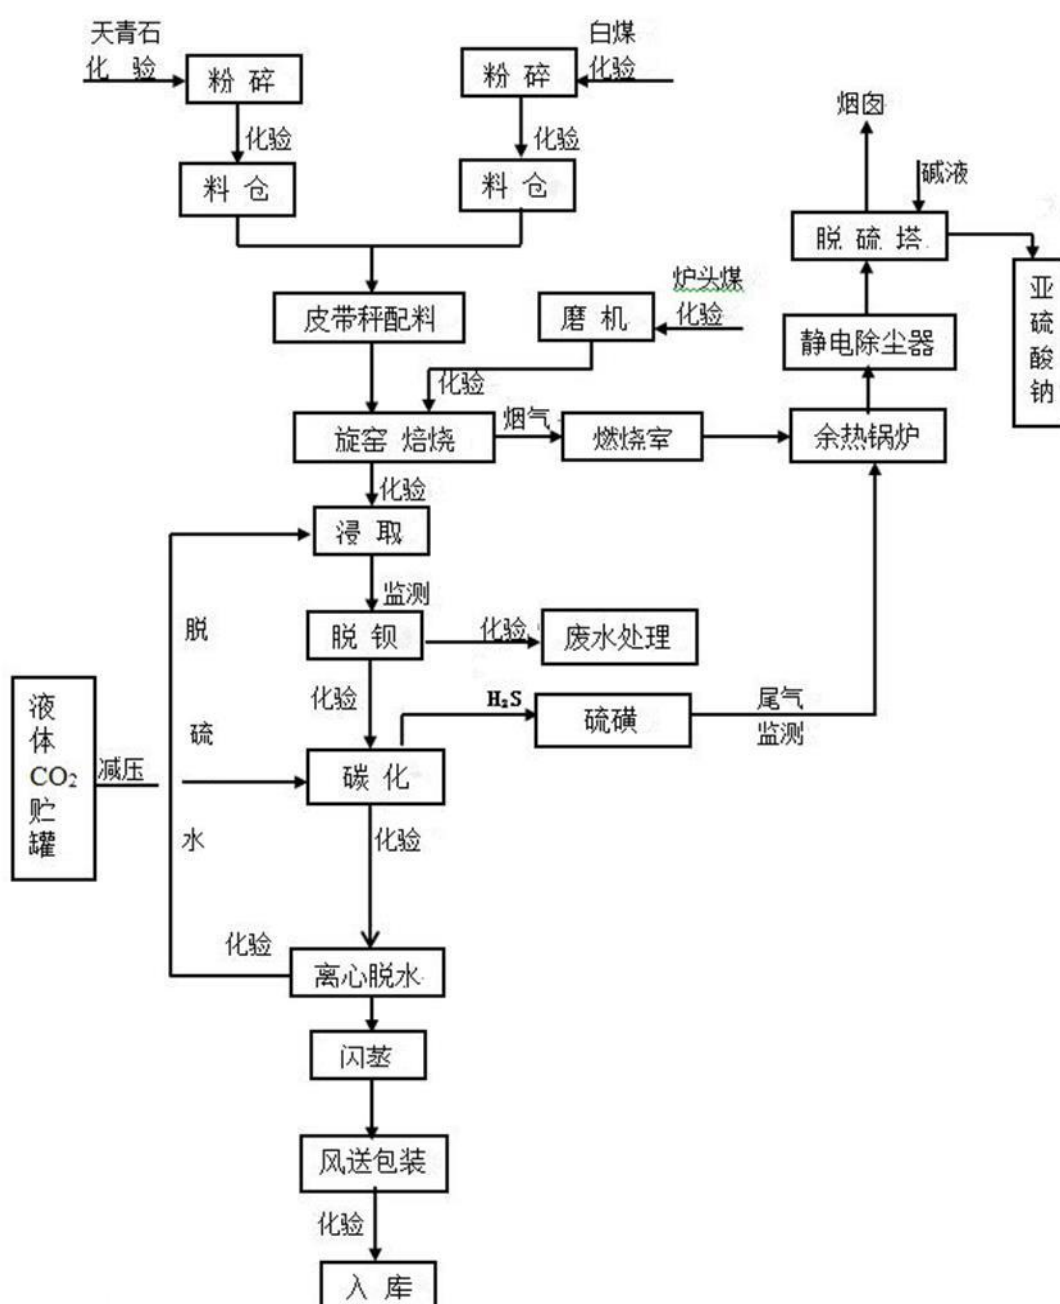 天青石
化 验
粉 碎
白煤
化验
粉 碎
化验
化验
料 仓
料 仓
烟囱
碱液
脱 硫 塔
亚
硫
酸
钠
皮带秤配料
磨 机
炉头煤
化验
静电除尘器
化验
旋窑 焙烧
烟气
燃烧室
余热锅炉
化验
浸 取
监测
脱 钡
化验
废水处理
脱
硫
水
化验
H₂S
硫磺
尾气
监测
液
体
CO₂
贮
罐
减压
碳 化
化验
化验
离心脱水
闪蒸
风送包装
化验
入 库